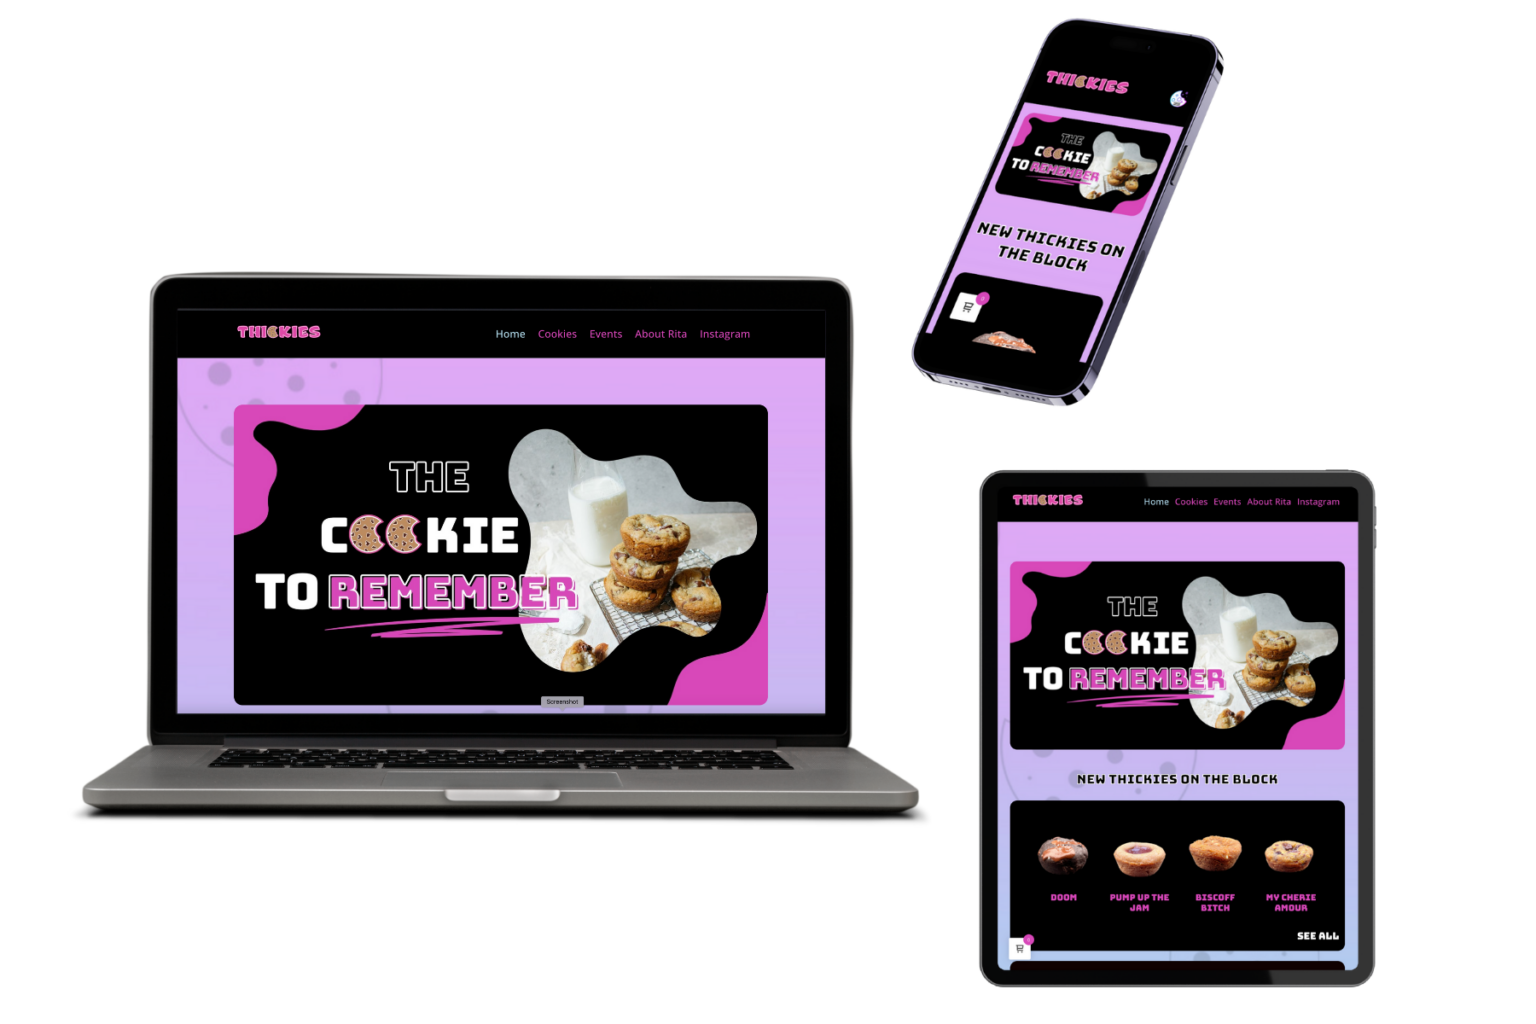 THICKIES
Home Cookies Events About Rita Instagram
THE
COOKIE
TO REMEMBER
Screenshot
THICKIES
THE
COOKIE
TO REMEMBER
NEW THICKIES ON
THE BLOCK
THICKIES
Home Cookies Events About Rita Instagram
THE
COOKIE
TO REMEMBER
NEW THICKIES ON THE BLOCK
DOOM
PUMP UP THE
JAM
BISCOFF
BITCH
MY CHERIE
AMOUR
SEE ALL